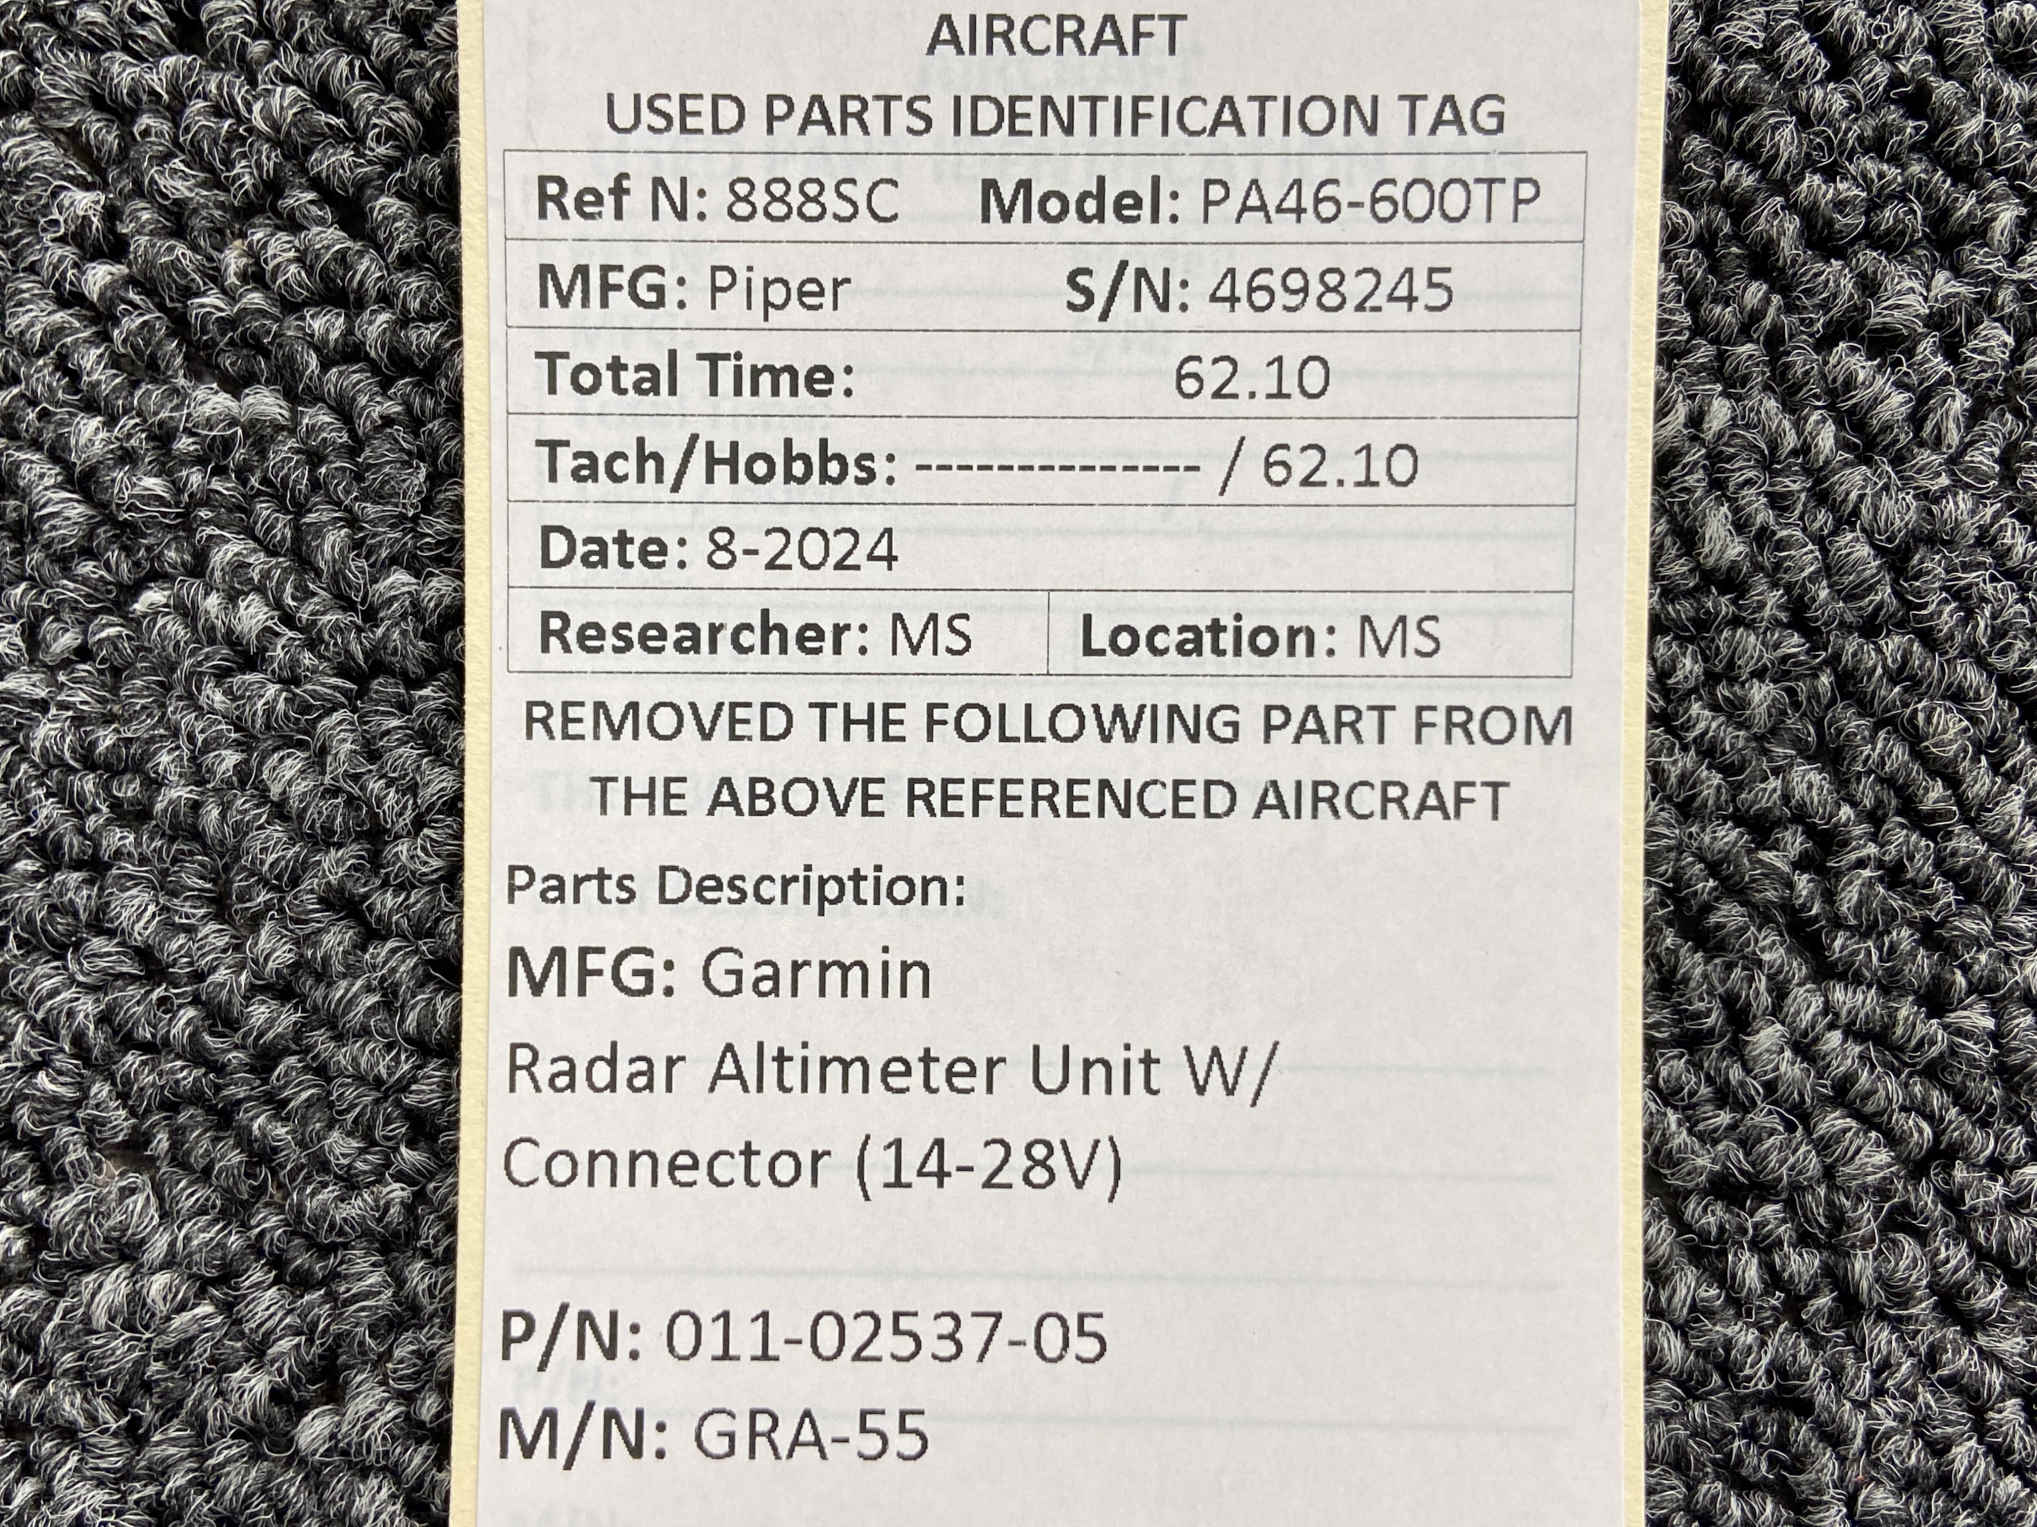 AIRCRAFT
USED PARTS IDENTIFICATION TAG
Ref N: 888SC Model: PA46-600TP
MFG: Piper S/N: 4698245
Total Time: 62.10
Tach/Hobbs: -------------- / 62.10
Date: 8-2024
Researcher: MS Location: MS
REMOVED THE FOLLOWING PART FROM
THE ABOVE REFERENCED AIRCRAFT
Parts Description:
MFG: Garmin
Radar Altimeter Unit W/
Connector (14-28V)
P/N: 011-02537-05
M/N: GRA-55